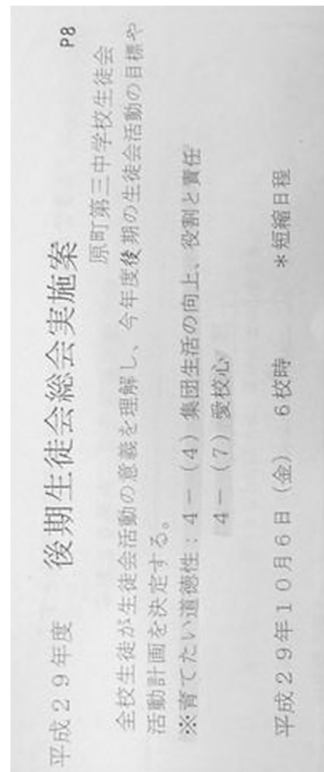 P8
平成29年度　後期生徒会総会実施案
原町第三中学校生徒会
全校生徒が生徒会活動の意義を理解し、今年度後期の生徒会活動の目標や
活動計画を決定する。
※育てたい道徳性：4－（4）集団生活の向上、役割と責任
4－（7）愛校心
平成29年10月6日（金）　6校時　＊短縮日程